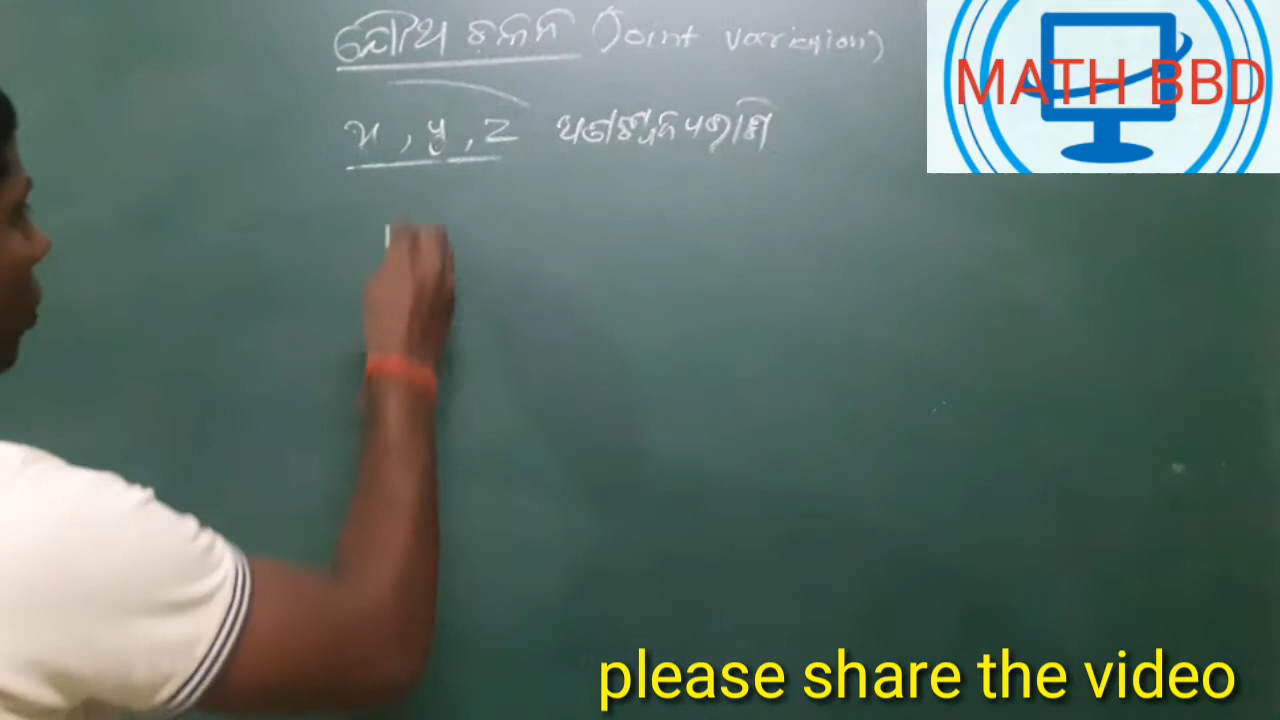 ଯୌଥ ଚଳନ (Joint variation)
x, y, z
MATH BBD
please share the video